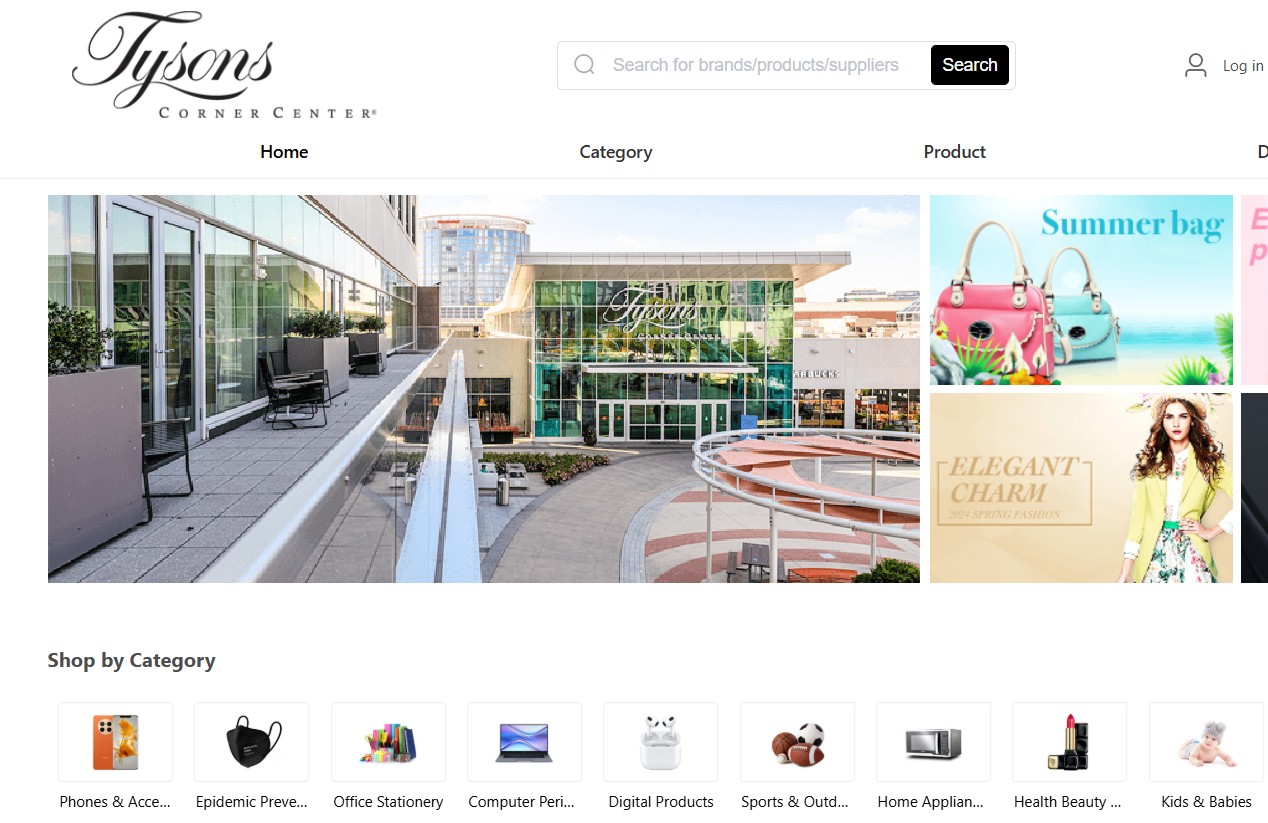 Tysons
CORNER CENTER®
Search for brands/products/suppliers
Search
Log in
Home
Category
Product
D
Tysons
Summer bag
E
p
ELEGANT
CHARM
2024 SPRING FASHION
Shop by Category
Phones & Acce...
Epidemic Preve...
Office Stationery
Computer Peri...
Digital Products
Sports & Outd...
Home Applian...
Health Beauty ...
Kids & Babies